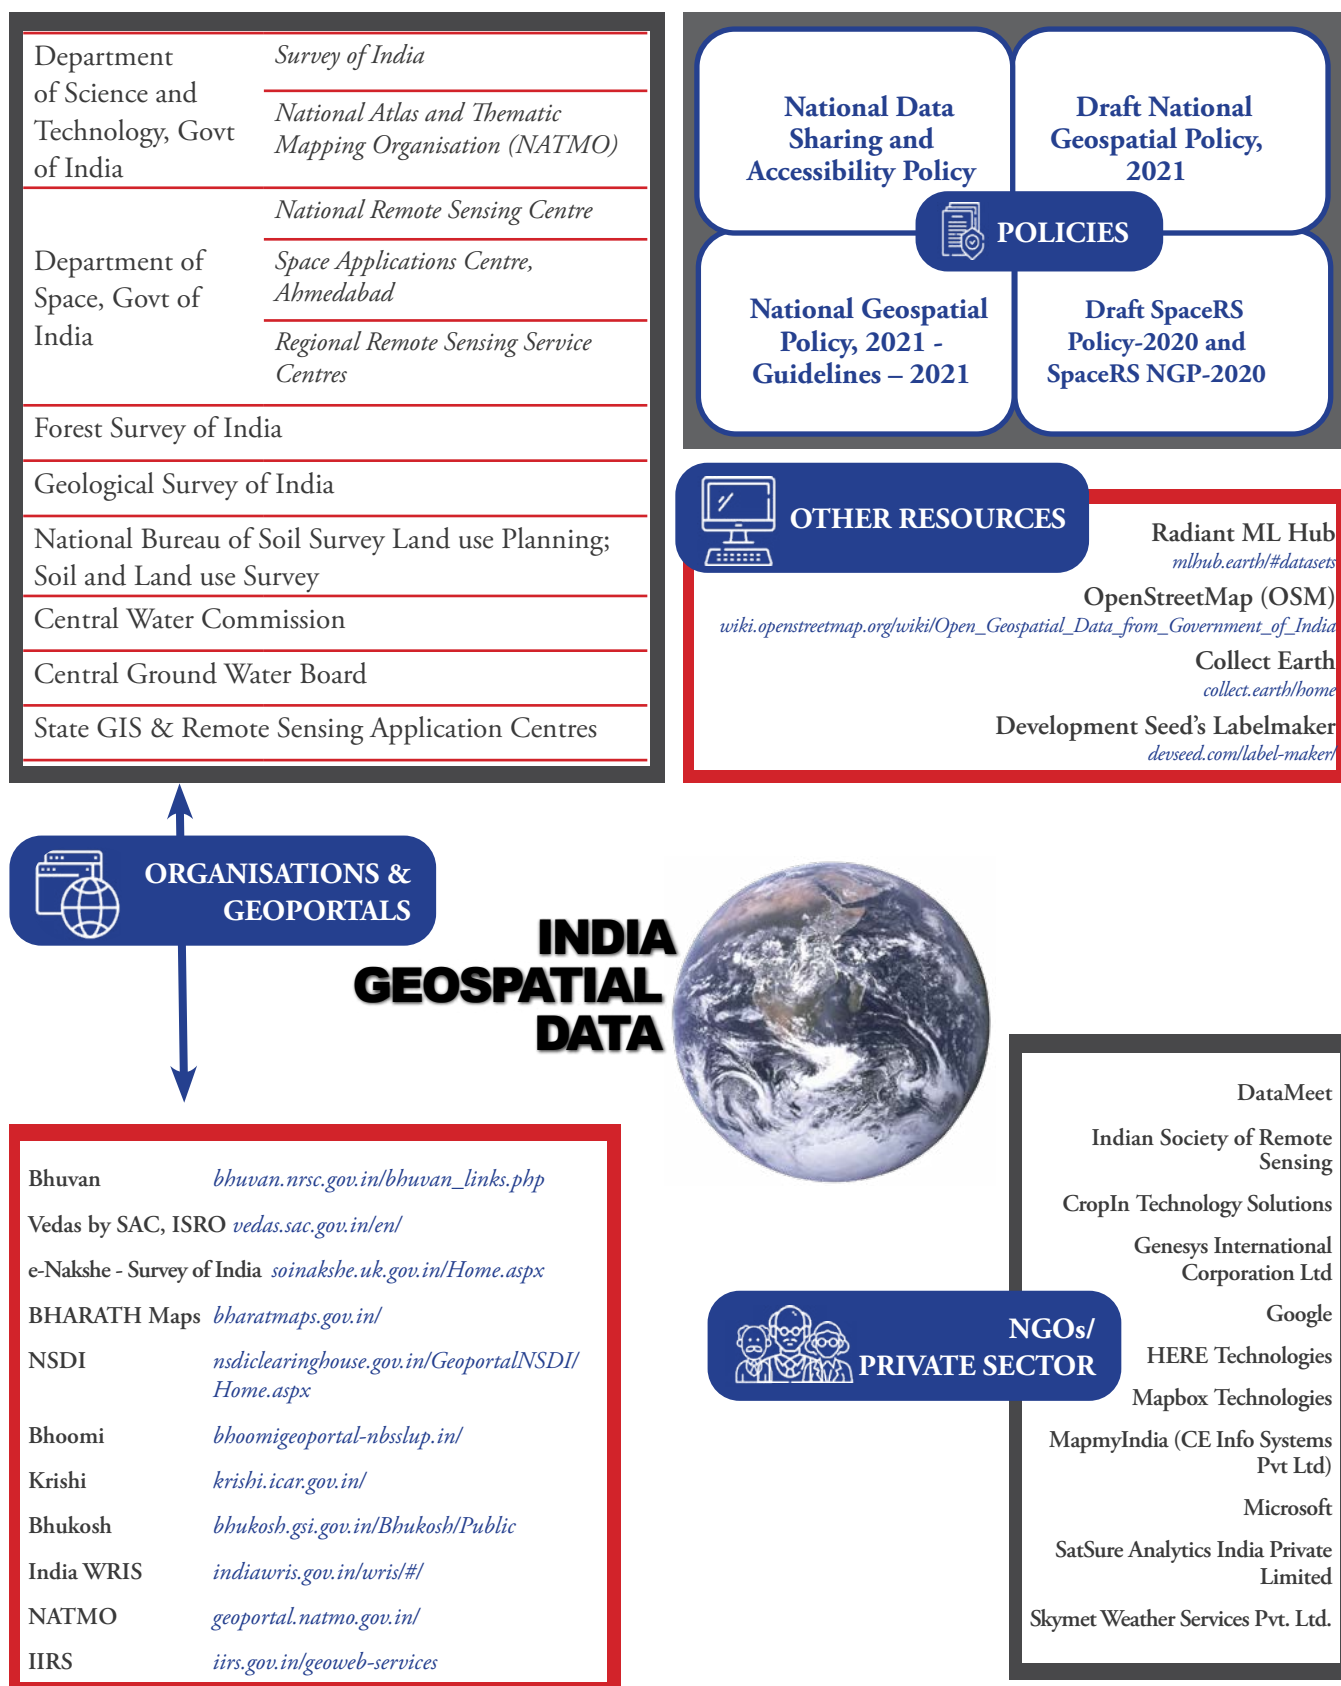 Department
of Science and
Technology, Govt
of India
Survey of India
National Atlas and Thematic
Mapping Organisation (NATMO)
Department of
Space, Govt of
India
National Remote Sensing Centre
Space Applications Centre,
Ahmedabad
Regional Remote Sensing Service
Centres
Forest Survey of India
Geological Survey of India
National Bureau of Soil Survey Land use Planning;
Soil and Land use Survey
Central Water Commission
Central Ground Water Board
State GIS & Remote Sensing Application Centres
National Data
Sharing and
Accessibility Policy
Draft National
Geospatial Policy,
2021
POLICIES
National Geospatial
Policy, 2021 -
Guidelines – 2021
Draft SpaceRS
Policy-2020 and
SpaceRS NGP-2020
OTHER RESOURCES
Radiant ML Hub
mlhub.earth/#datasets
OpenStreetMap (OSM)
wiki.openstreetmap.org/wiki/Open_Geospatial_Data_from_Government_of_India
Collect Earth
collect.earth/home
Development Seed's Labelmaker
devseed.com/label-maker/
ORGANISATIONS &
GEOPORTALS
INDIA
GEOSPATIAL
DATA
Bhuvan bhuvan.nrsc.gov.in/bhuvan_links.php
Vedas by SAC, ISRO vedas.sac.gov.in/en/
e-Nakshe - Survey of India soinakshe.uk.gov.in/Home.aspx
BHARATH Maps bharatmaps.gov.in/
NSDI nsdiclearinghouse.gov.in/GeoportalNSDI/
Home.aspx
Bhoomi bhoomigeoportal-nbsslup.in/
Krishi krishi.icar.gov.in/
Bhukosh bhukosh.gsi.gov.in/Bhukosh/Public
India WRIS indiawris.gov.in/wris/#/
NATMO geoportal.natmo.gov.in/
IIRS iirs.gov.in/geoweb-services
NGOs/
PRIVATE SECTOR
DataMeet
Indian Society of Remote
Sensing
CropIn Technology Solutions
Genesys International
Corporation Ltd
Google
HERE Technologies
Mapbox Technologies
MapmyIndia (CE Info Systems
Pvt Ltd)
Microsoft
SatSure Analytics India Private
Limited
Skymet Weather Services Pvt. Ltd.